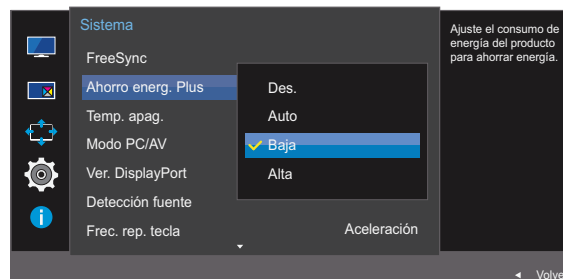 Sistema
FreeSync
Ahorro energ. Plus
Temp. apag.
Modo PC/AV
Ver. DisplayPort
Detección fuente
Frec. rep. tecla
Des.
Auto
Baja
Alta
Aceleración
Ajuste el consumo de
energía del producto
para ahorrar energía.
Volve